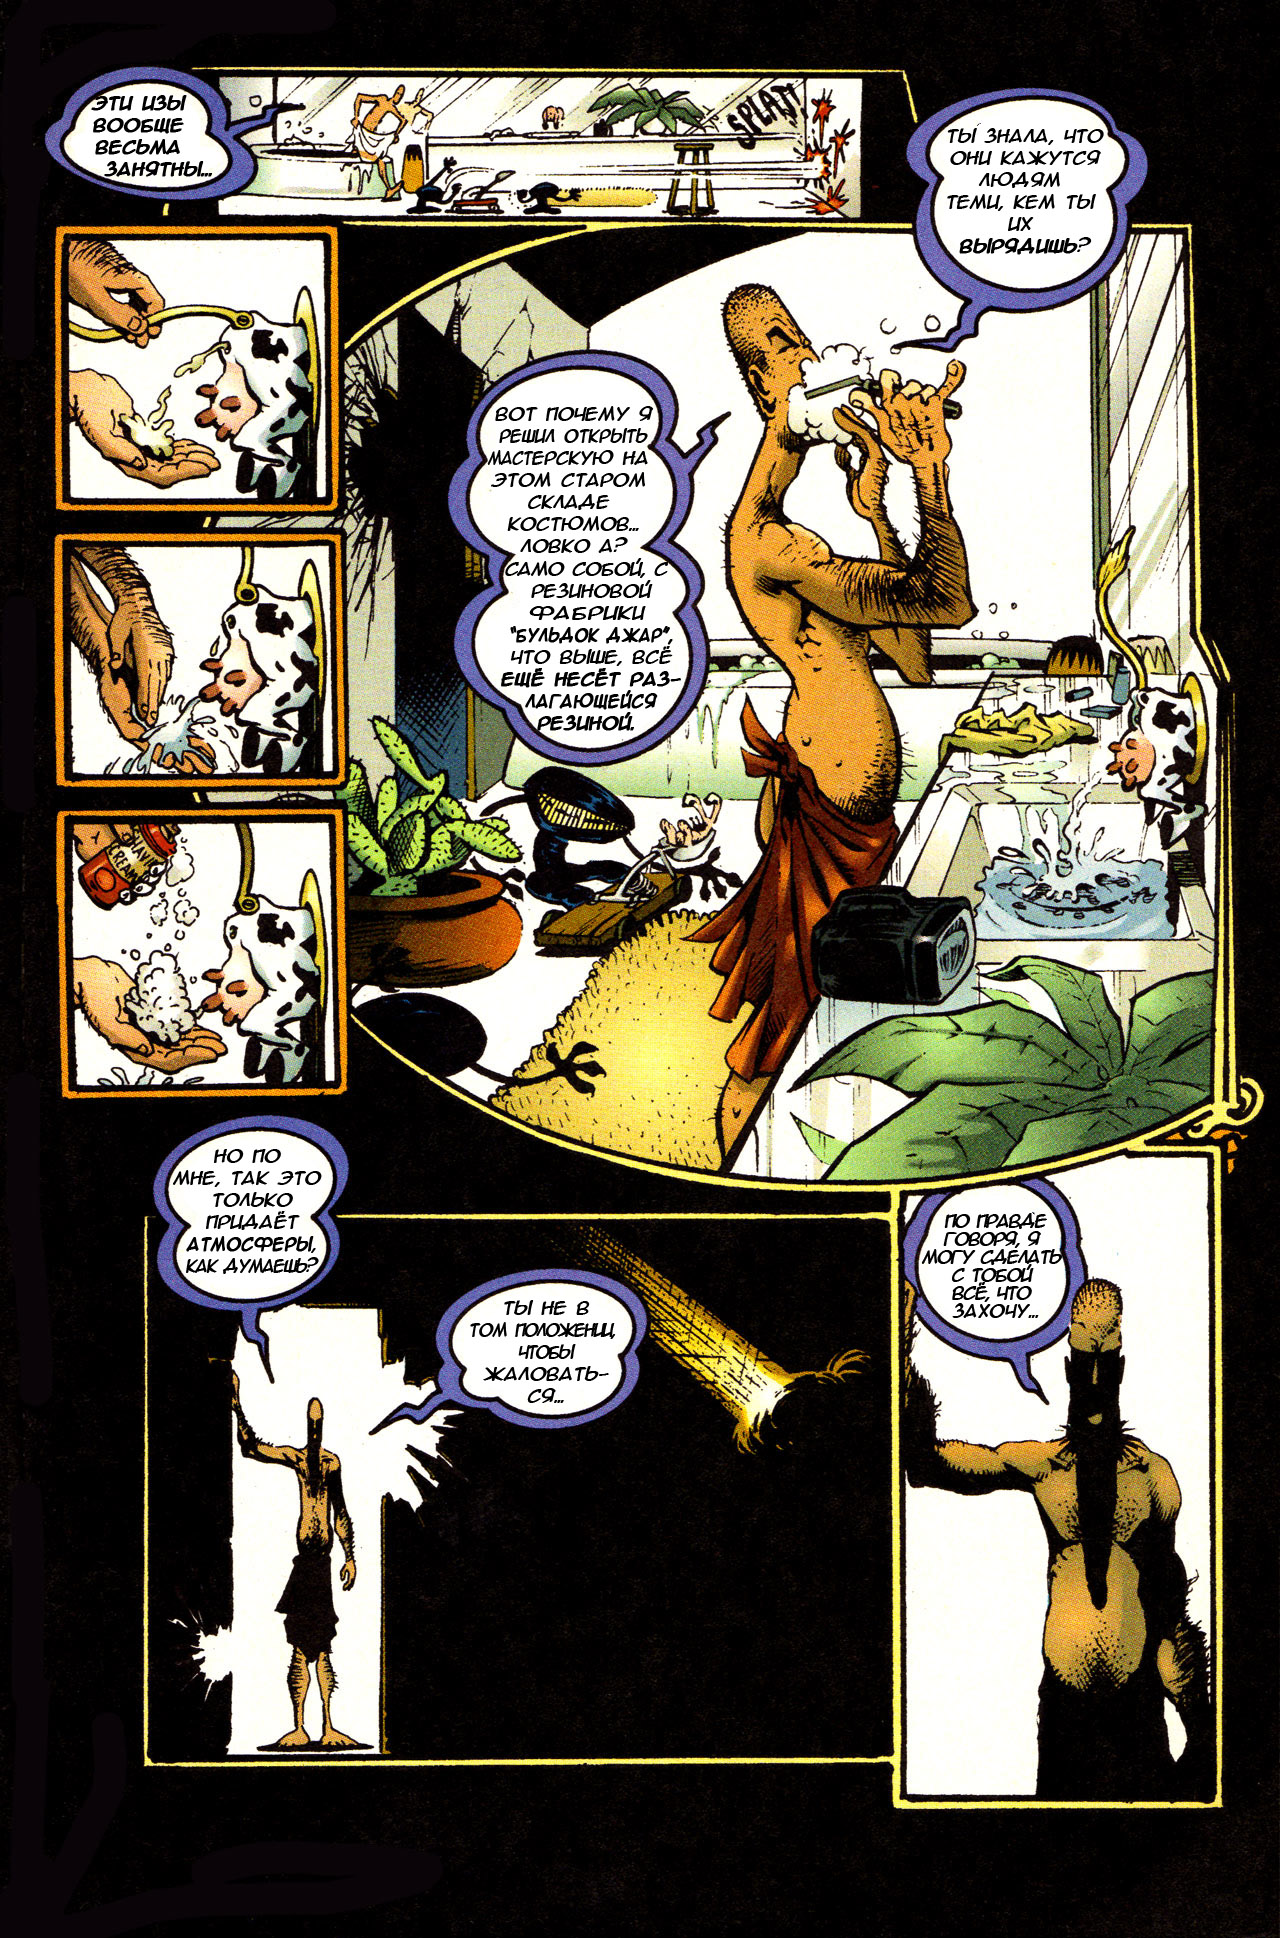 ЭТИ ИЗЫ
ВООБЩЕ
ВЕСЬМА
ЗАНЯТНЫ...
SPLAT!
ТЫ ЗНАЛА, ЧТО
ОНИ КАЖУТСЯ
ЛЮДЯМ
ТЕМИ, КЕМ ТЫ
ИХ
ВЫРЯДИШЬ?
ВОТ ПОЧЕМУ Я
РЕШИЛ ОТКРЫТЬ
МАСТЕРСКУЮ НА
ЭТОМ СТАРОМ
СКЛАДЕ
КОСТЮМОВ...
ЛОВКО А?
САМО СОБОЙ, С
РЕЗИНОВОЙ
ФАБРИКИ
"БУЛЬДОК ДЖАР",
ЧТО ВЫШЕ, ВСЁ
ЕЩЁ НЕСЁТ РАЗ-
ЛАГАЮЩЕЙСЯ
РЕЗИНОЙ.
SHAVE
CREAM
НО ПО
МНЕ, ТАК ЭТО
ТОЛЬКО
ПРИДАЁТ
АТМОСФЕРЫ,
КАК ДУМАЕШЬ?
ТЫ НЕ В
ТОМ ПОЛОЖЕНИИ,
ЧТОБЫ
ЖАЛОВАТЬ-
СЯ...
ПО ПРАВДЕ
ГОВОРЯ, Я
МОГУ СДЕЛАТЬ
С ТОБОЙ
ВСЁ, ЧТО
ЗАХОЧУ...